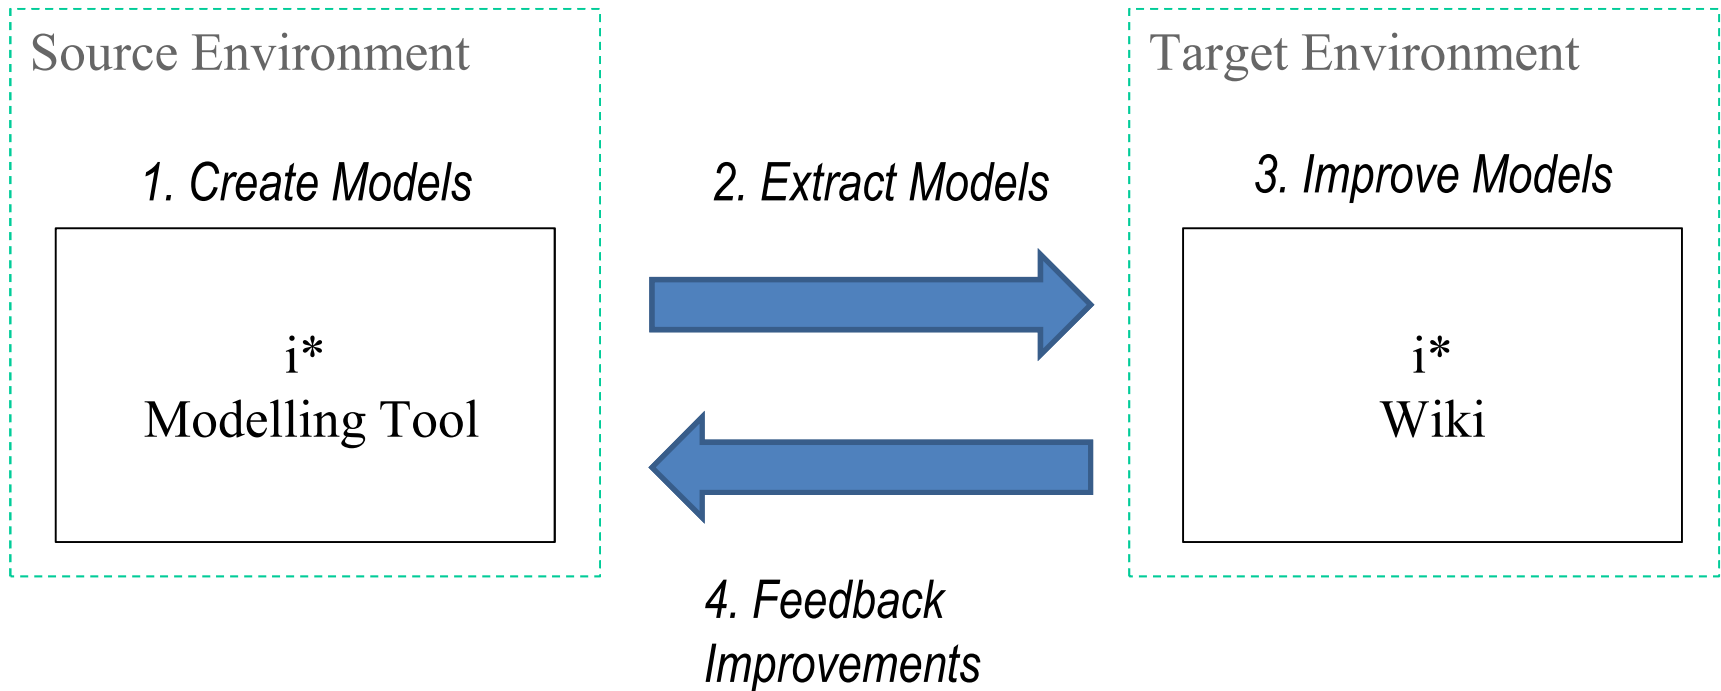 Source Environment
1. Create Models
i*
Modelling Tool
2. Extract Models
4. Feedback
Improvements
Target Environment
3. Improve Models
i*
Wiki